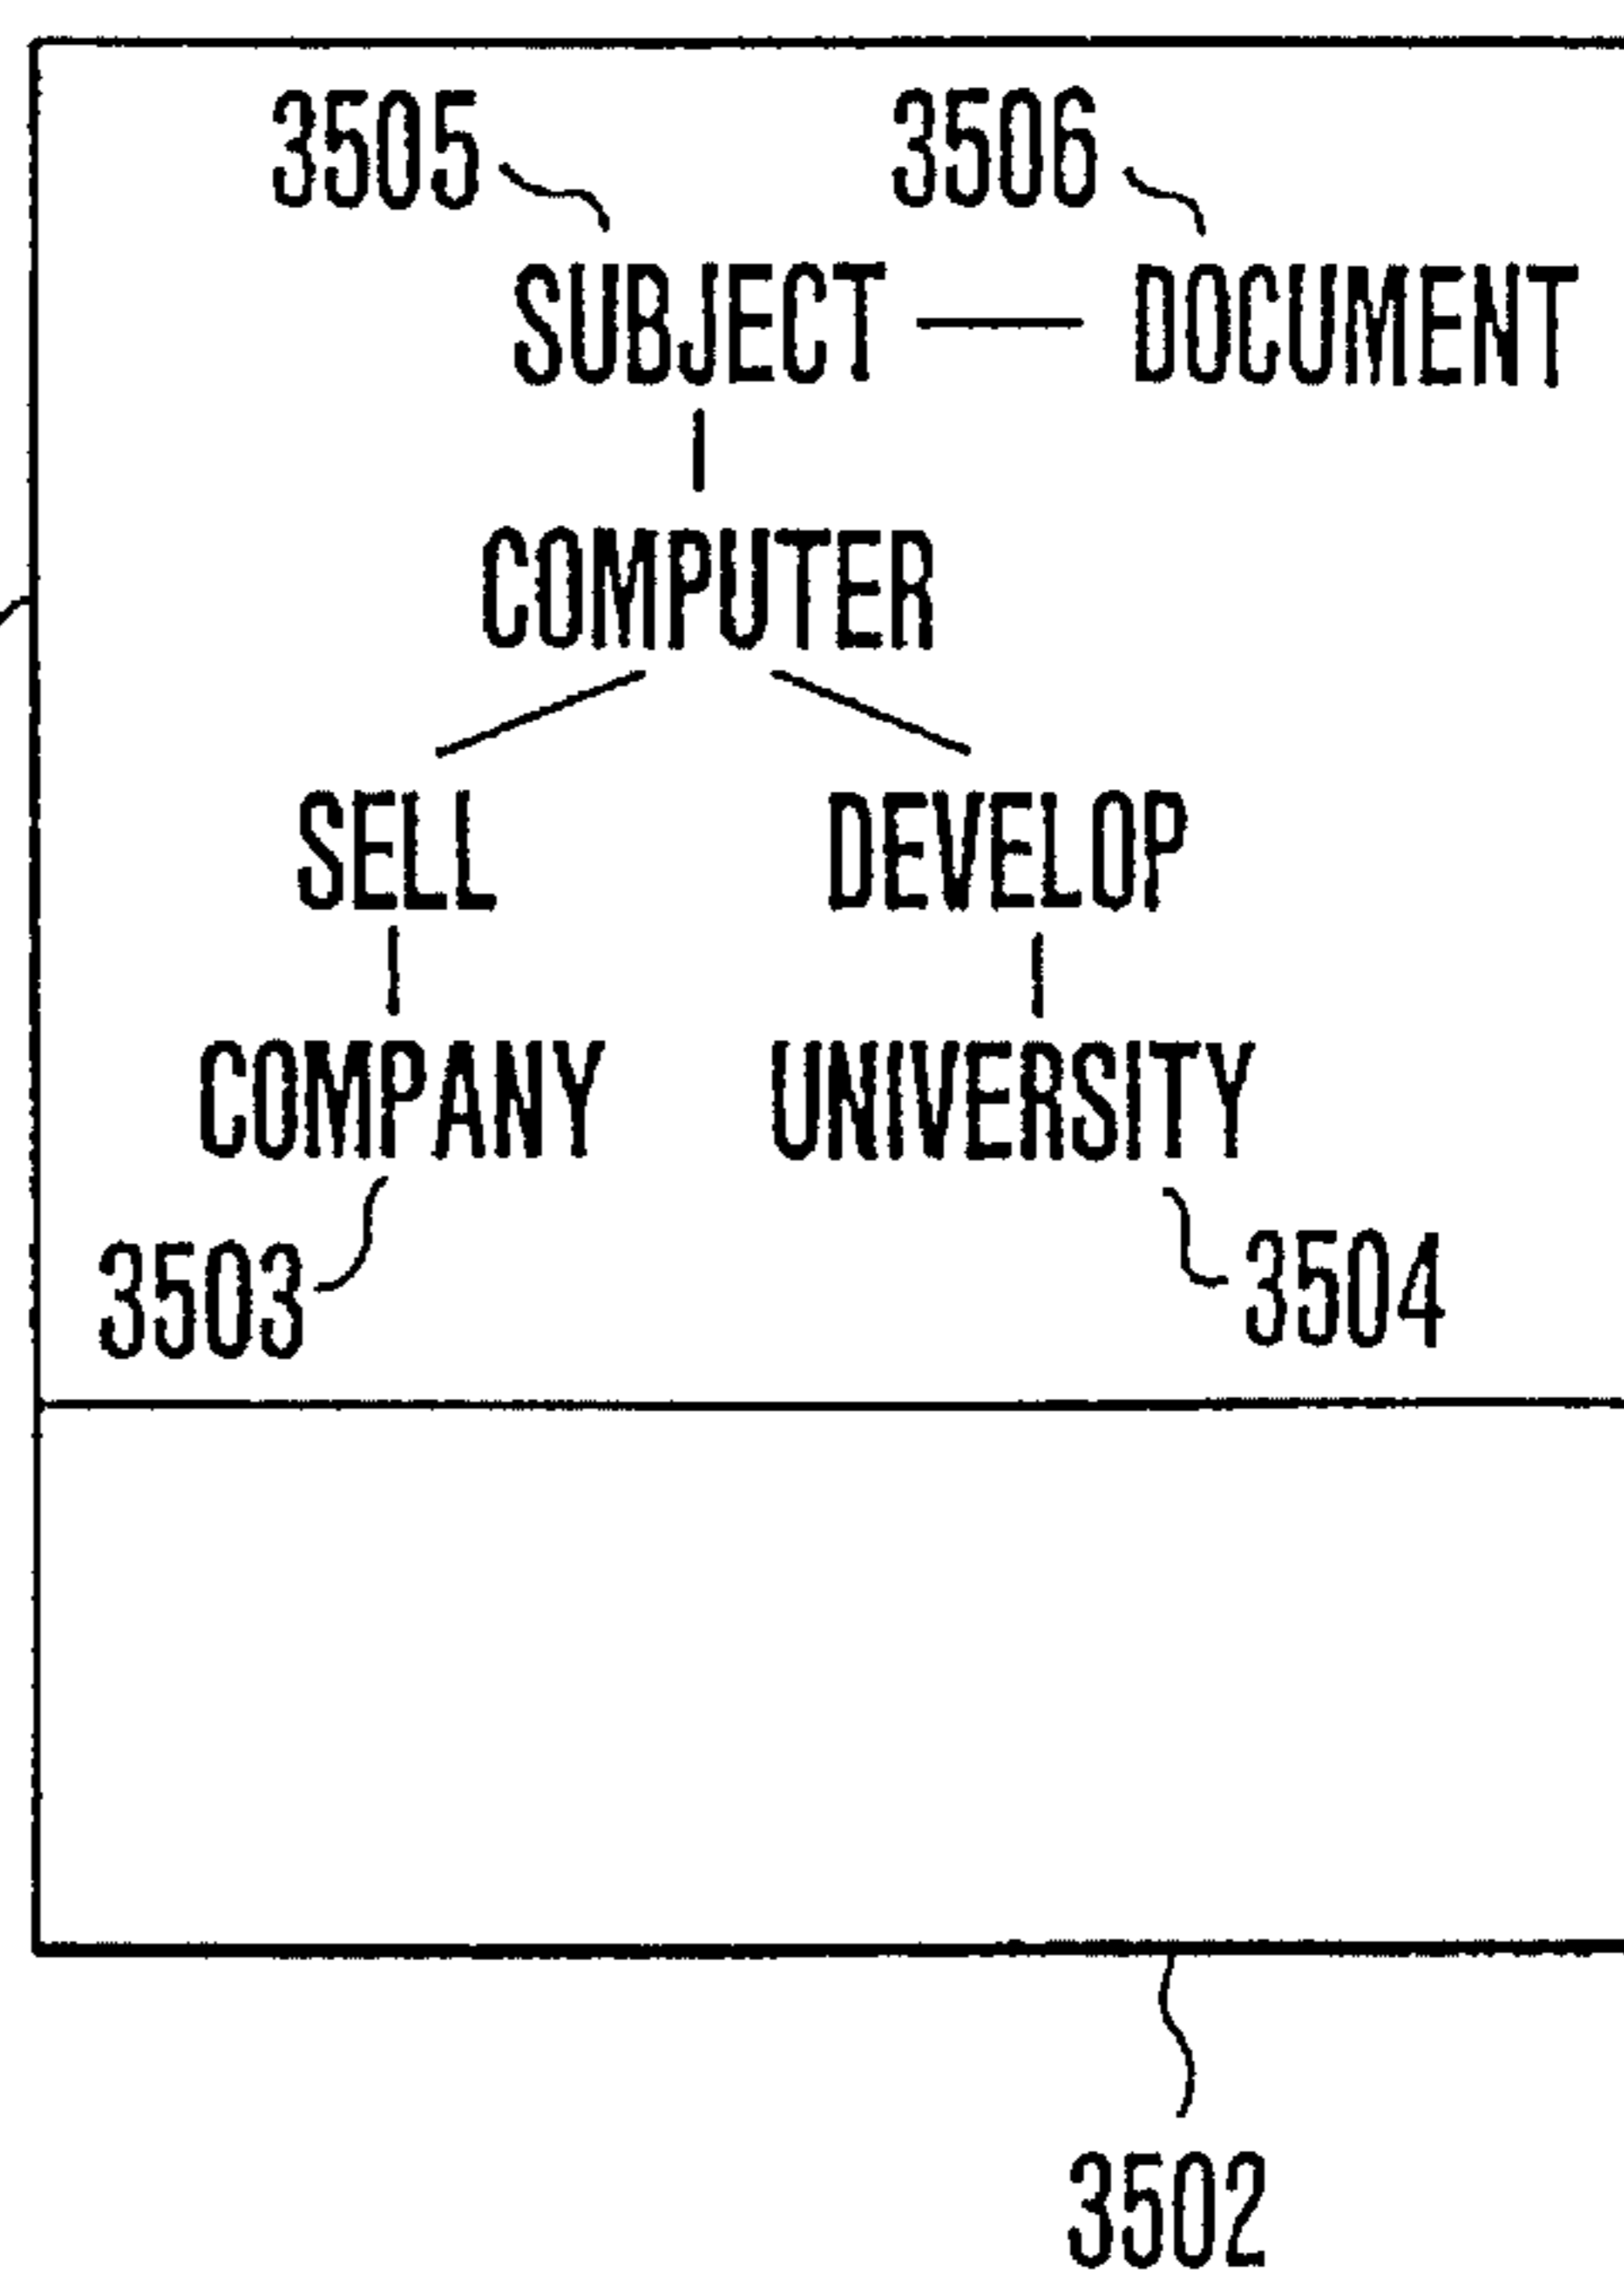 3505 3506
SUBJECT — DOCUMENT
COMPUTER
SELL DEVELOP
COMPANY UNIVERSITY
3503 3504
3502